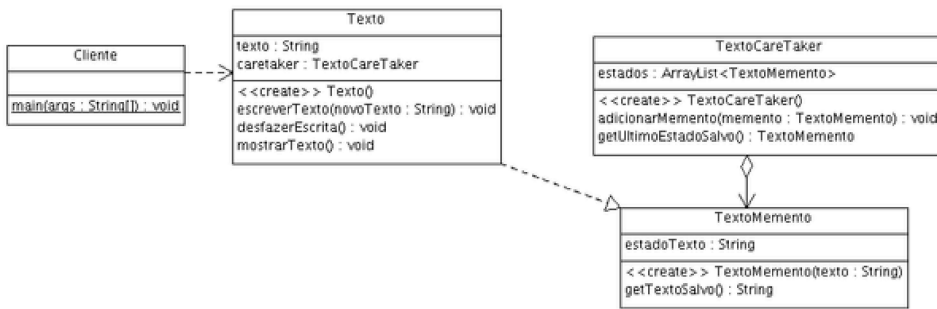 Cliente
main(args : String[]) : void
Texto
texto : String
caretaker : TextoCareTaker
<<create>> Texto()
escreverTexto(novoTexto : String) : void
desfazerEscrita() : void
mostrarTexto() : void
TextoCareTaker
estados : ArrayList<TextoMemento>
<<create>> TextoCareTaker()
adicionarMemento(memento : TextoMemento) : void
getUltimoEstadoSalvo() : TextoMemento
TextoMemento
estadoTexto : String
<<create>> TextoMemento(texto : String)
getTextoSalvo() : String